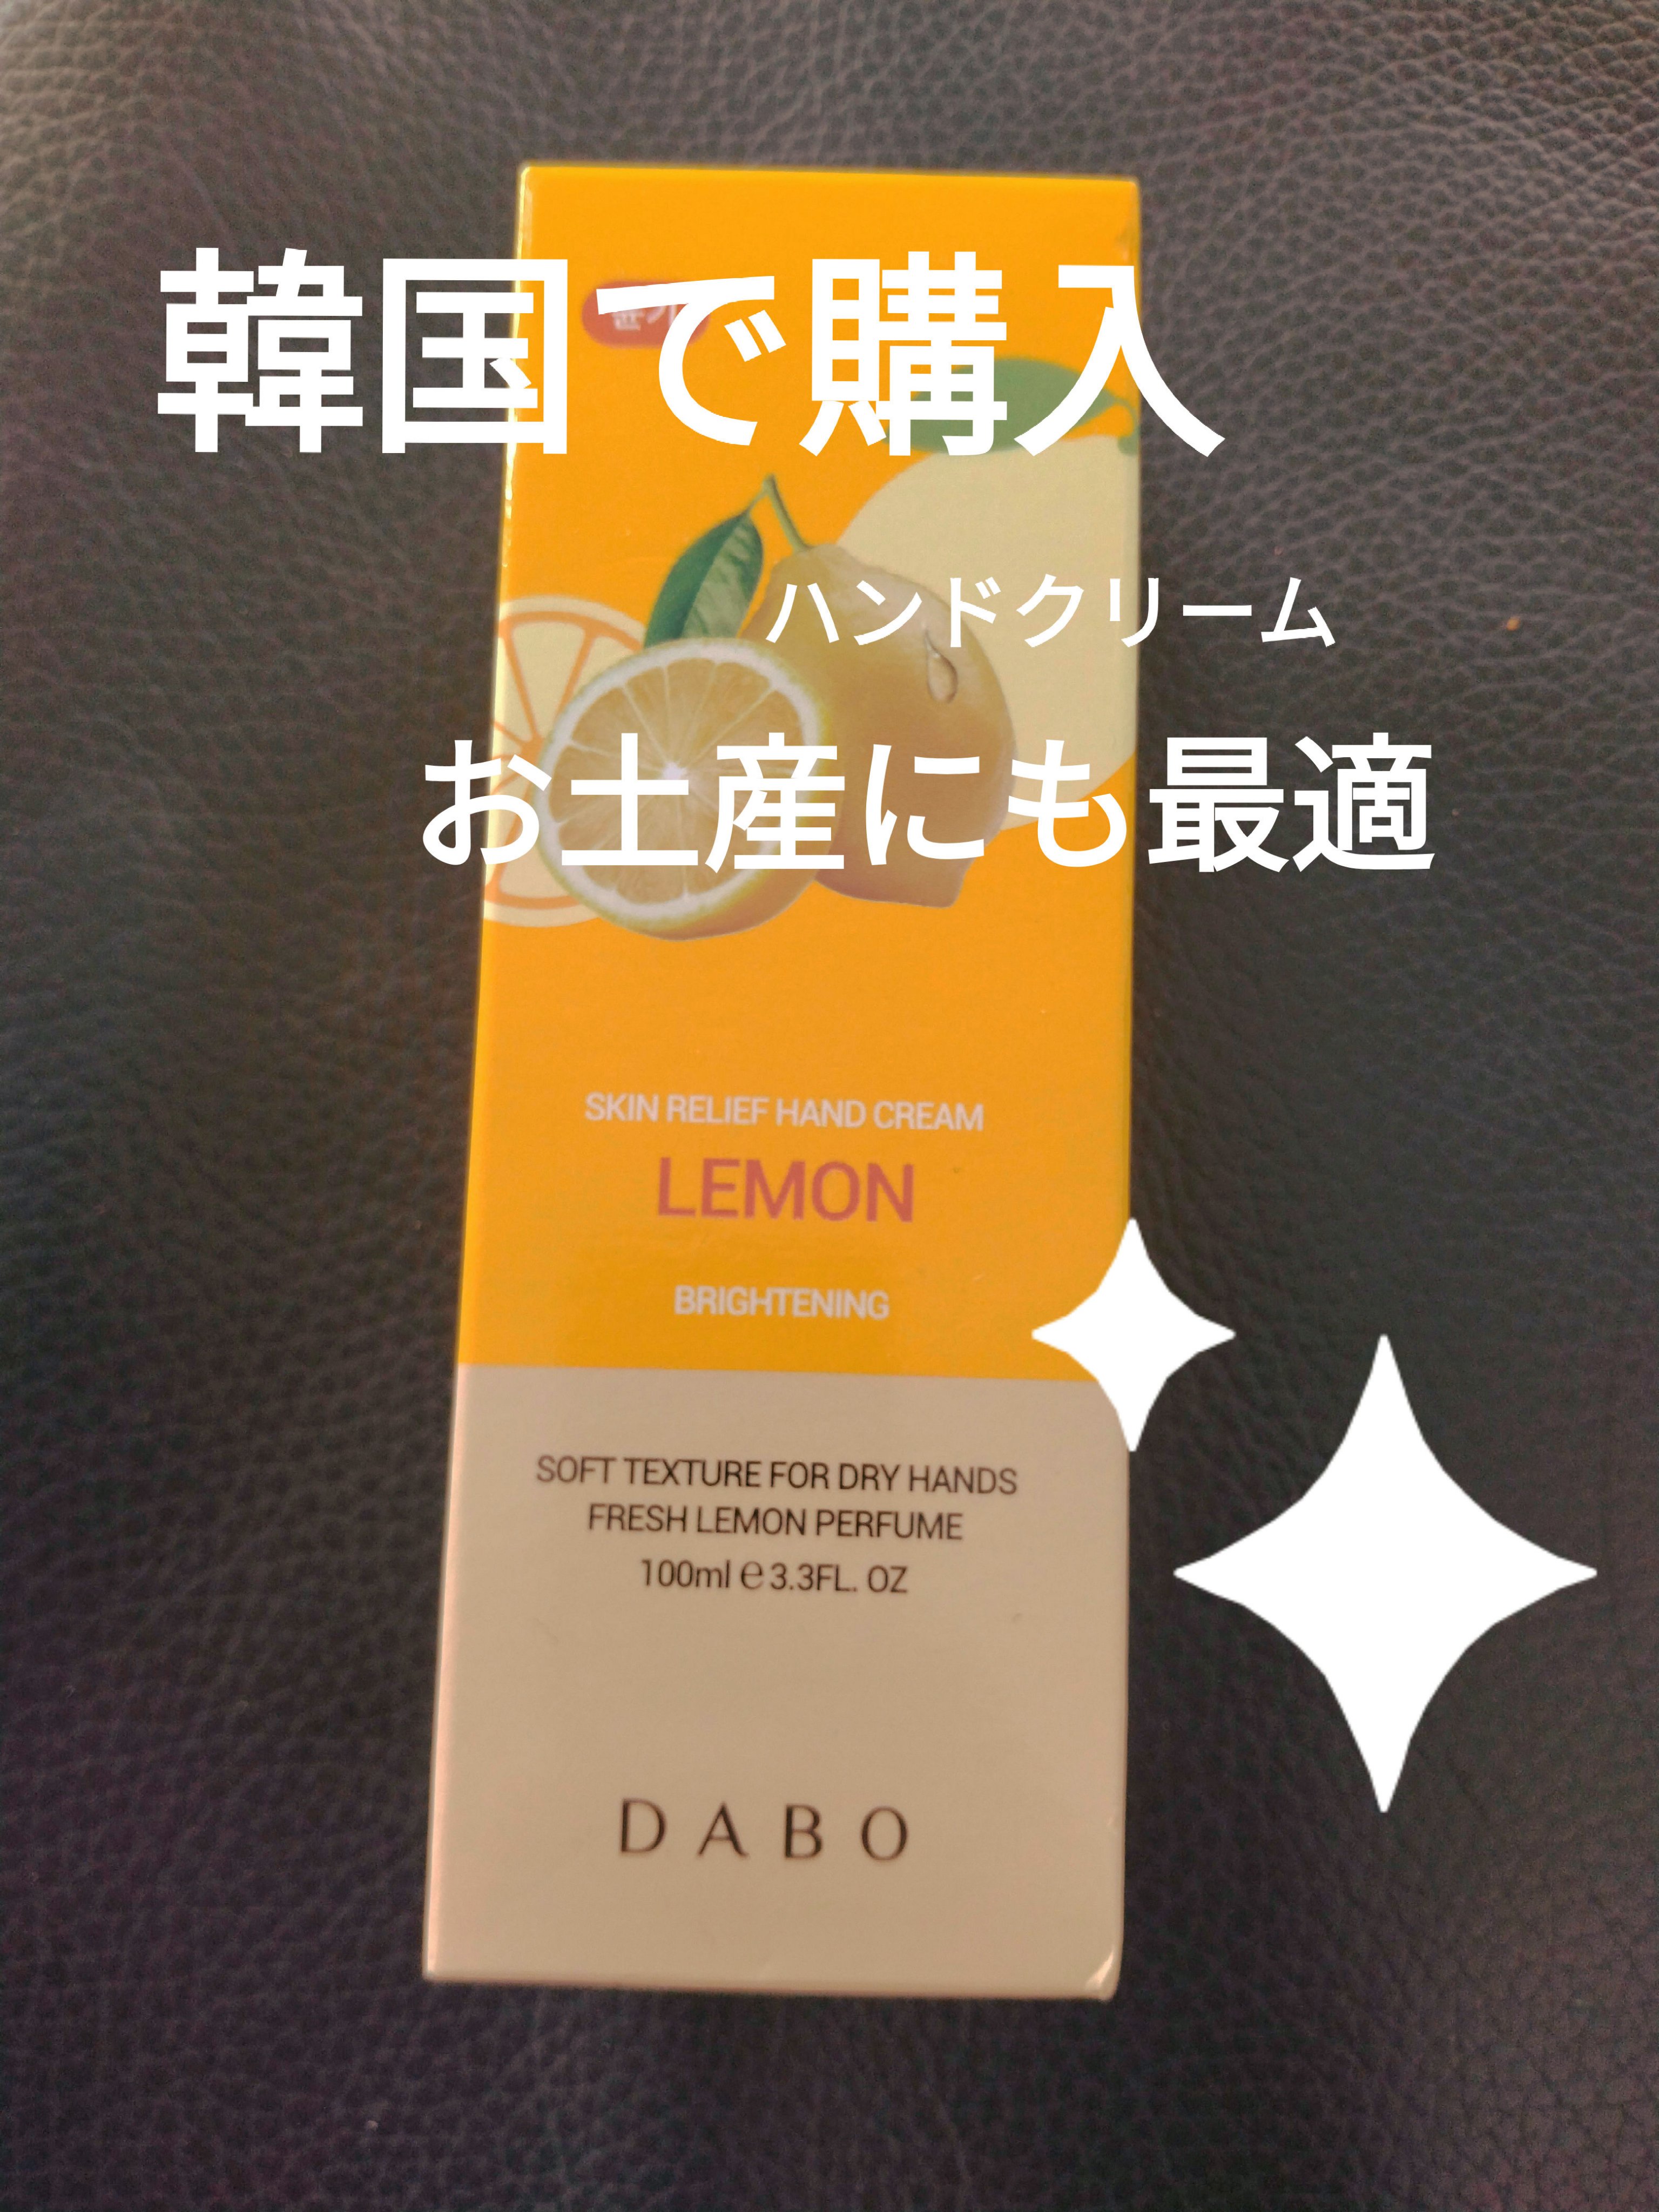 韓国で購入
ハンドクリーム
お土産にも最適
SKIN RELIEF HAND CREAM
LEMON
BRIGHTENING
SOFT TEXTURE FOR DRY HANDS
FRESH LEMON PERFUME
100ml ℮ 3.3FL. OZ
DABO